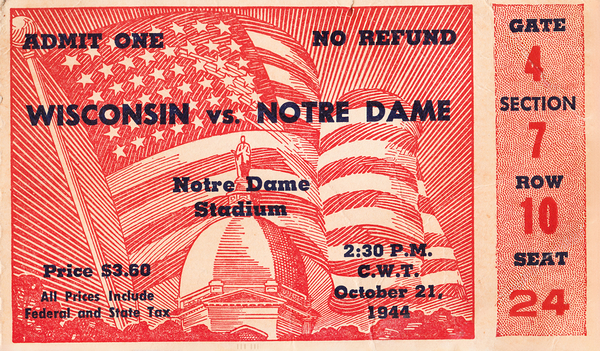 ADMIT ONE NO REFUND
WISCONSIN vs. NOTRE DAME
Notre Dame
Stadium
Price $3.60
All Prices Include
Federal and State Tax
2:30 P.M.
C.W.T.
October 21,
1944
GATE
4
SECTION
7
ROW
10
SEAT
24